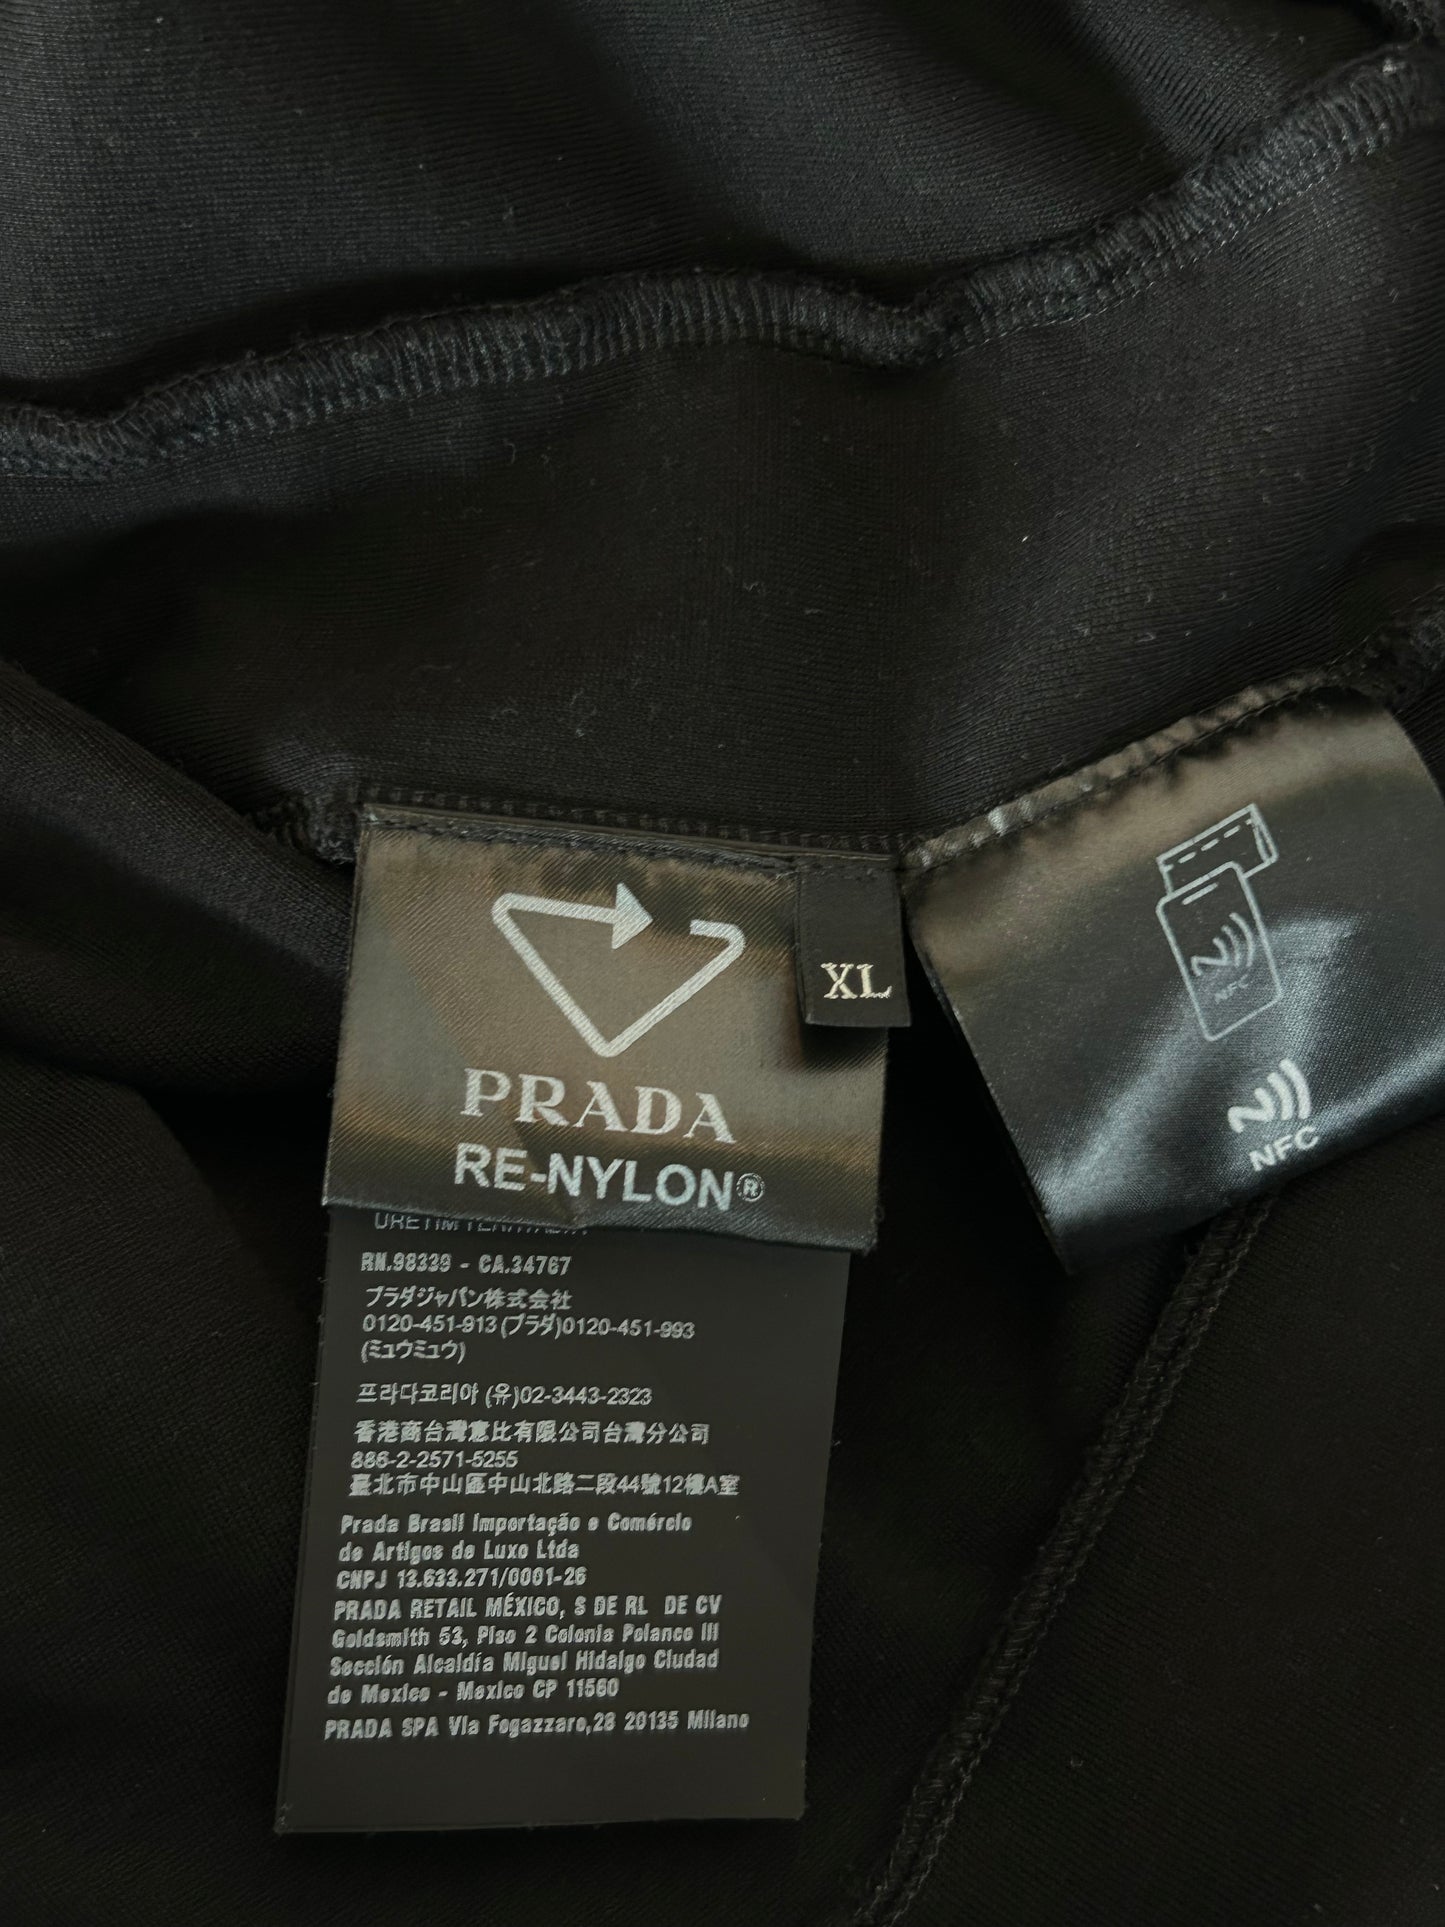 PRADA
RE-NYLON®
XL
NFC
NFC
RN.98339 - CA.34767
プラダジャパン株式会社
0120-451-913(プラダ)0120-451-993
(ミュウミュウ)
프라다코리아 (유)02-3443-2323
香港商台灣意比有限公司台灣分公司
886-2-2571-5255
臺北市中山區中山北路二段44號12樓A室
Prada Brasil Importação e Comércio
de Artigos de Luxo Ltda
CNPJ 13.633.271/0001-26
PRADA RETAIL MÉXICO, S DE RL DE CV
Goldsmith 53, Piso 2 Colonia Polanco III
Sección Alcaldía Miguel Hidalgo Ciudad
de Mexico - Mexico CP 11560
PRADA SPA Via Fogazzaro,28 20135 Milano